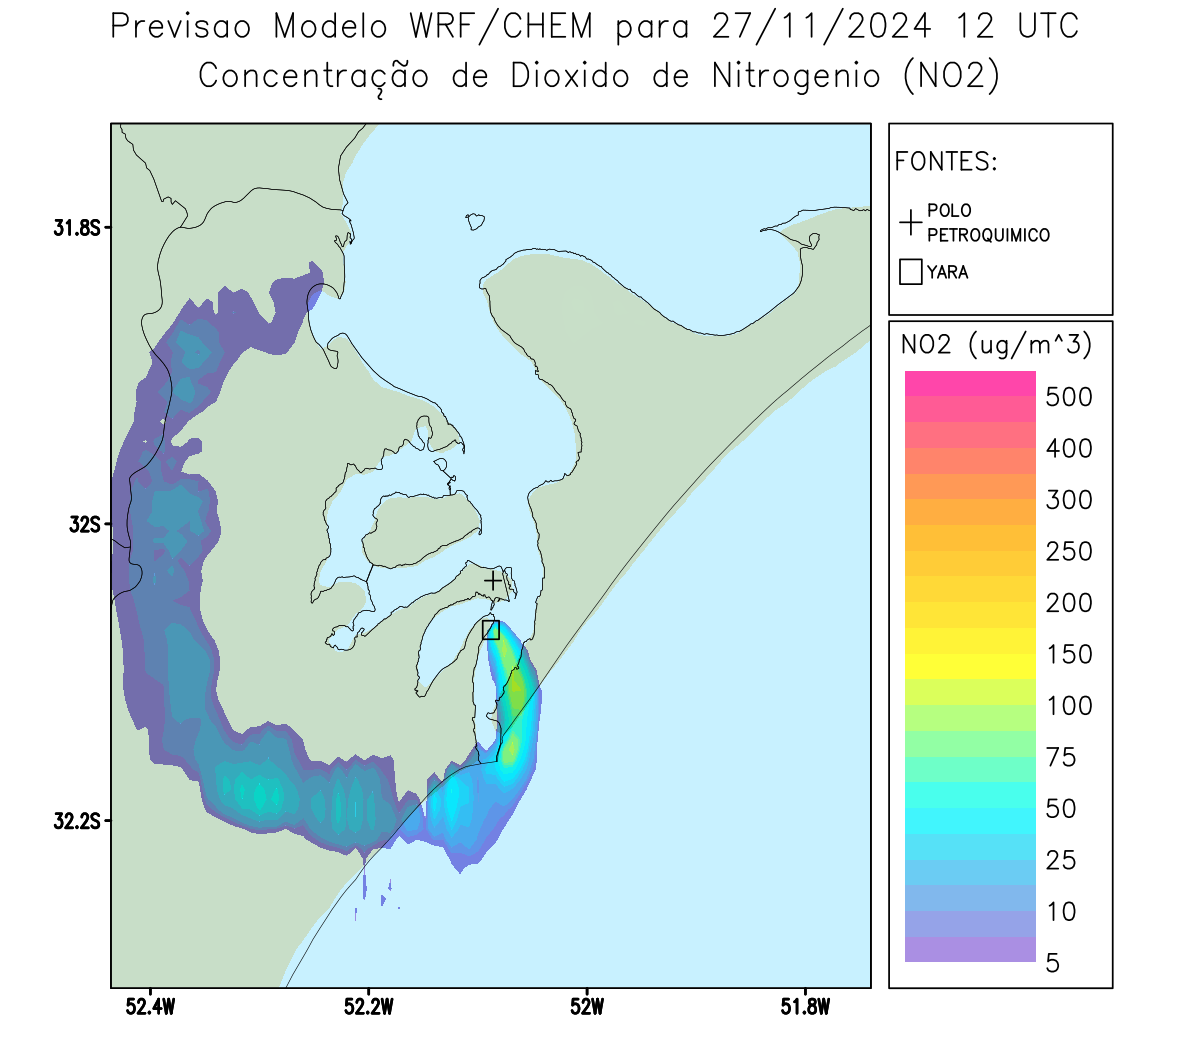 Previsao Modelo WRF/CHEM para 27/11/2024 12 UTC
Concentração de Dioxido de Nitrogenio (NO2)
FONTES:
POLO
PETROQUIMICO
YARA
NO2 (ug/m^3)
500
400
300
250
200
150
100
75
50
25
10
5
31.8S
32S
32.2S
52.4W
52.2W
52W
51.8W